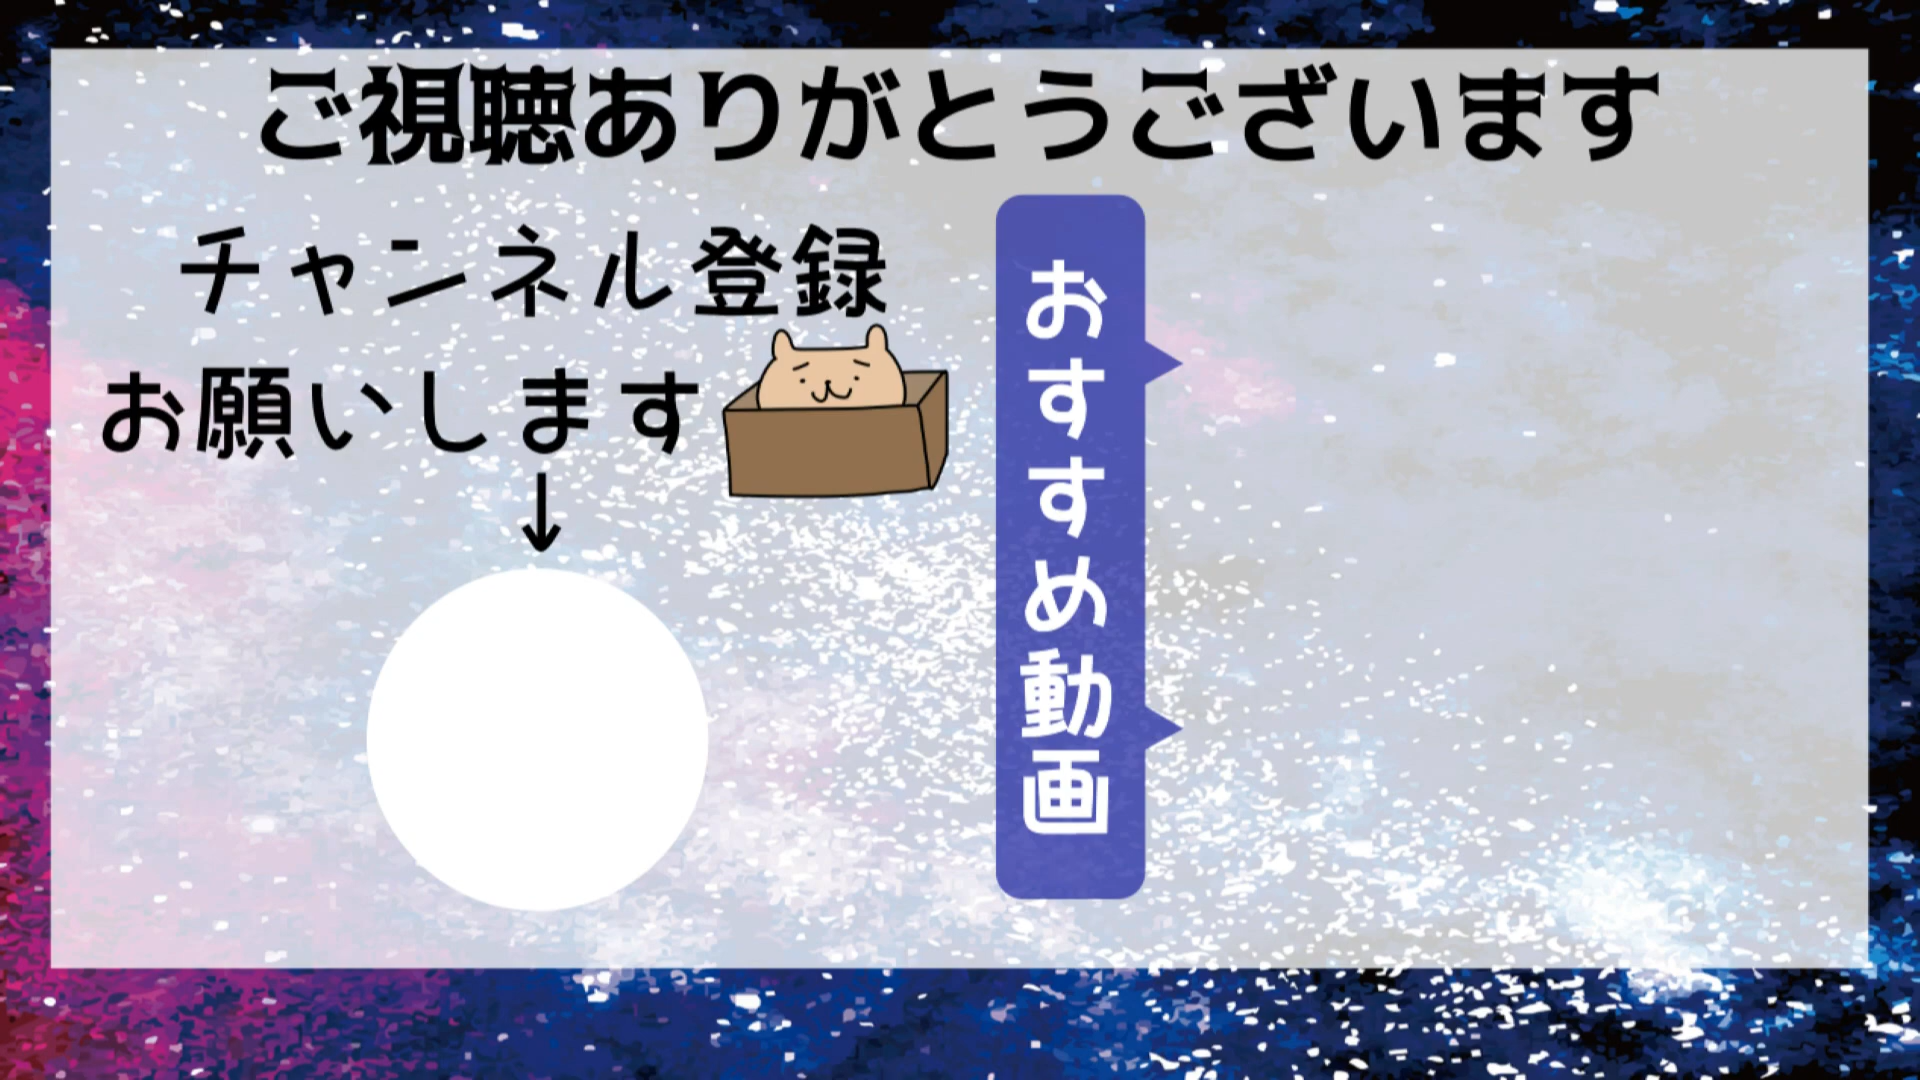 ご視聴ありがとうございます
チャンネル登録
お願いします
↓
おすすめ動画